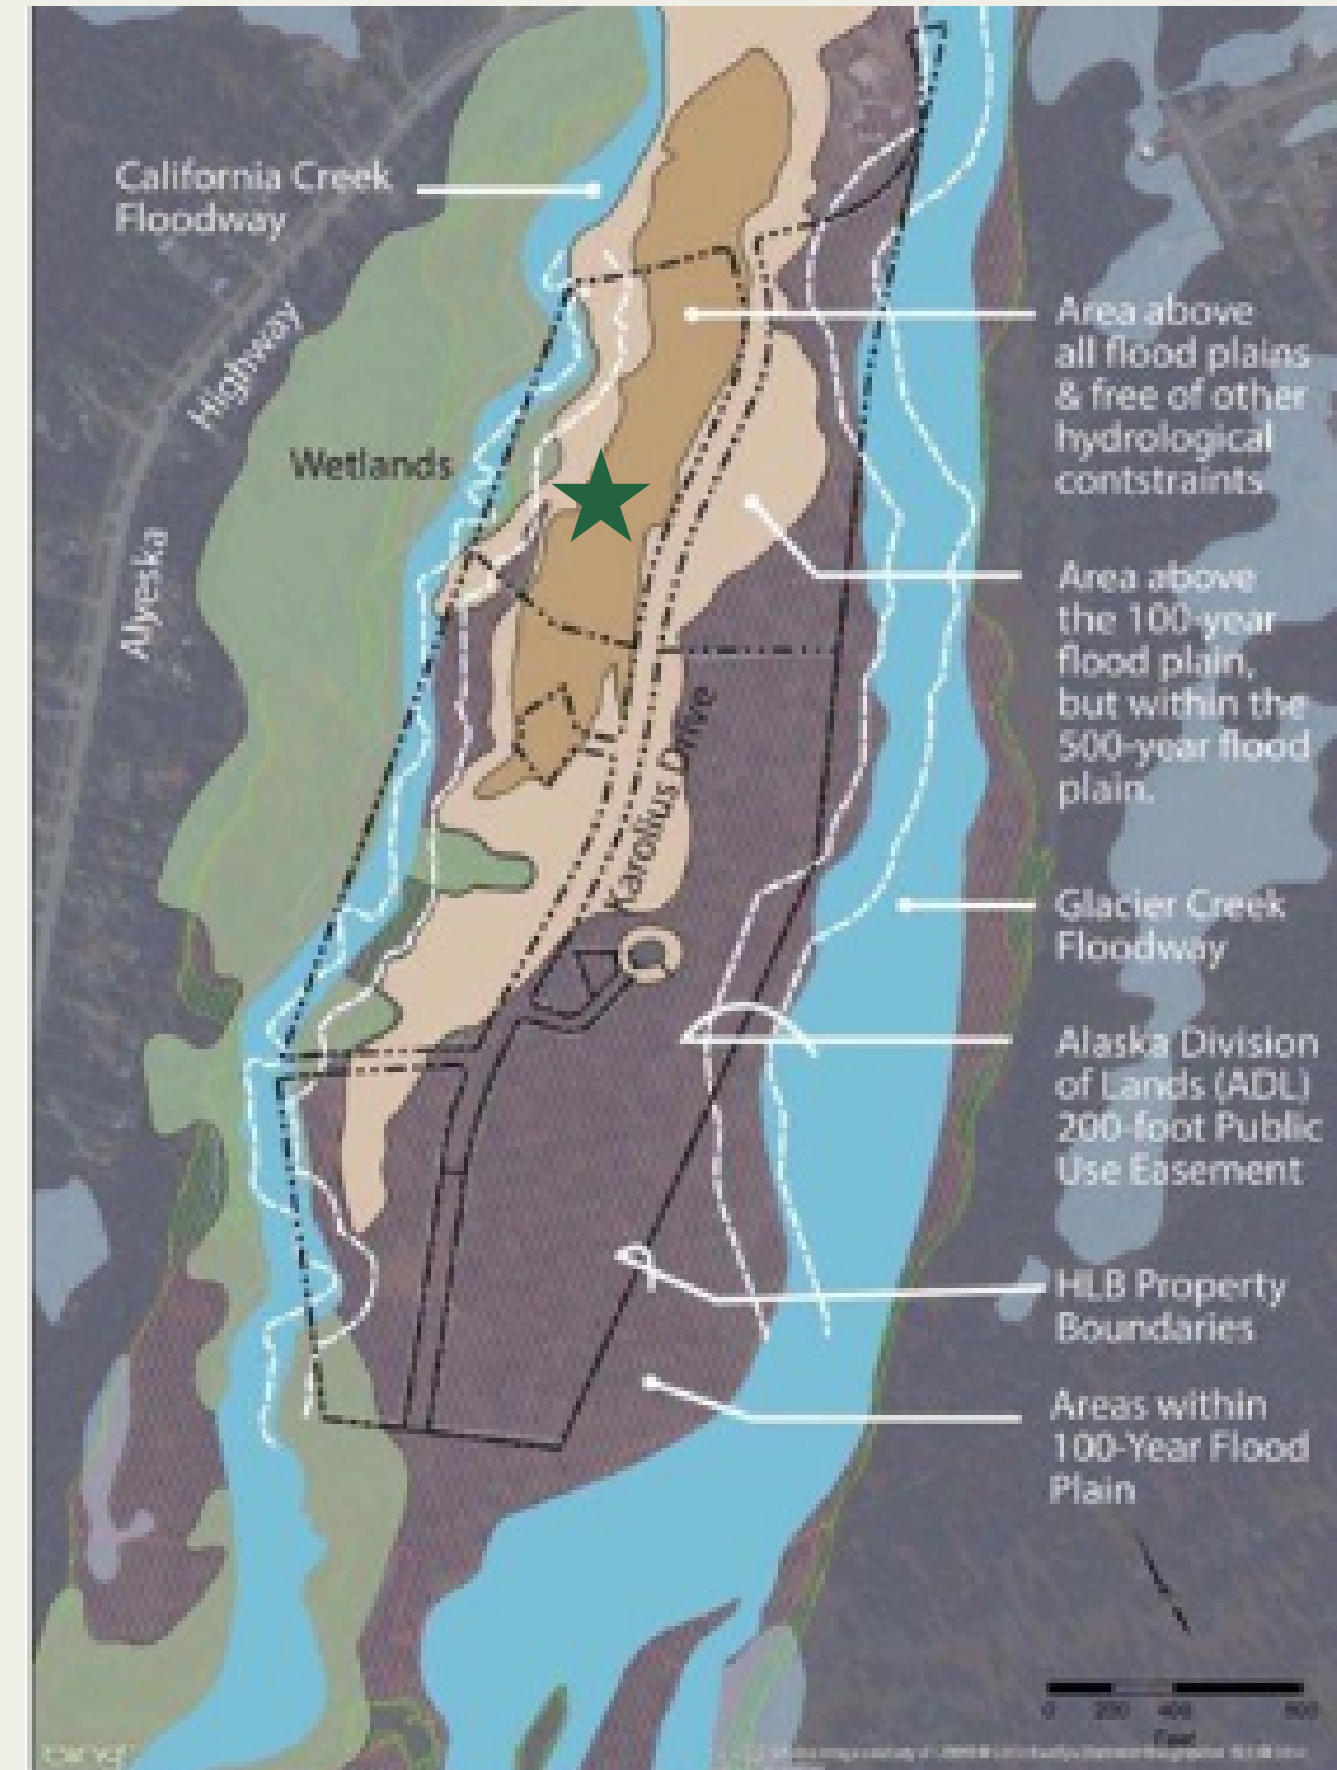 California Creek
Floodway
Highway
Wetlands
Alyeska
Karolius Drive
Area above
all flood plains
& free of other
hydrological
contstraints
Area above
the 100-year
flood plain,
but within the
500-year flood
plain.
Glacier Creek
Floodway
Alaska Division
of Lands (ADL)
200-foot Public
Use Easement
HLB Property
Boundaries
Areas within
100-Year Flood
Plain
0 200 400 800
Feet